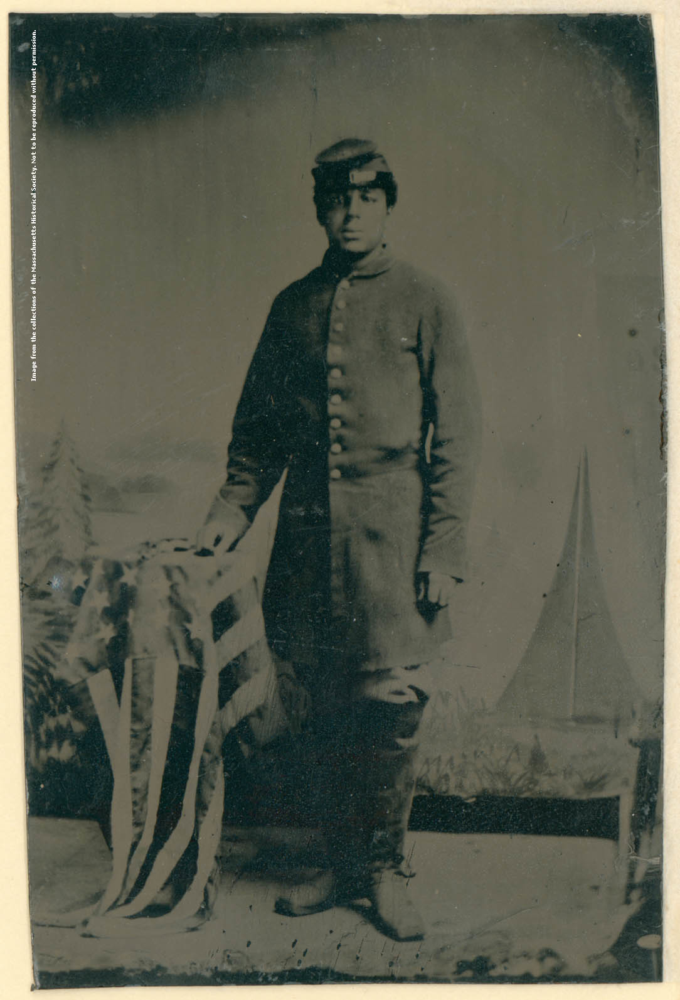 Image from the collections of the Massachusetts Historical Society. Not to be reproduced without permission.